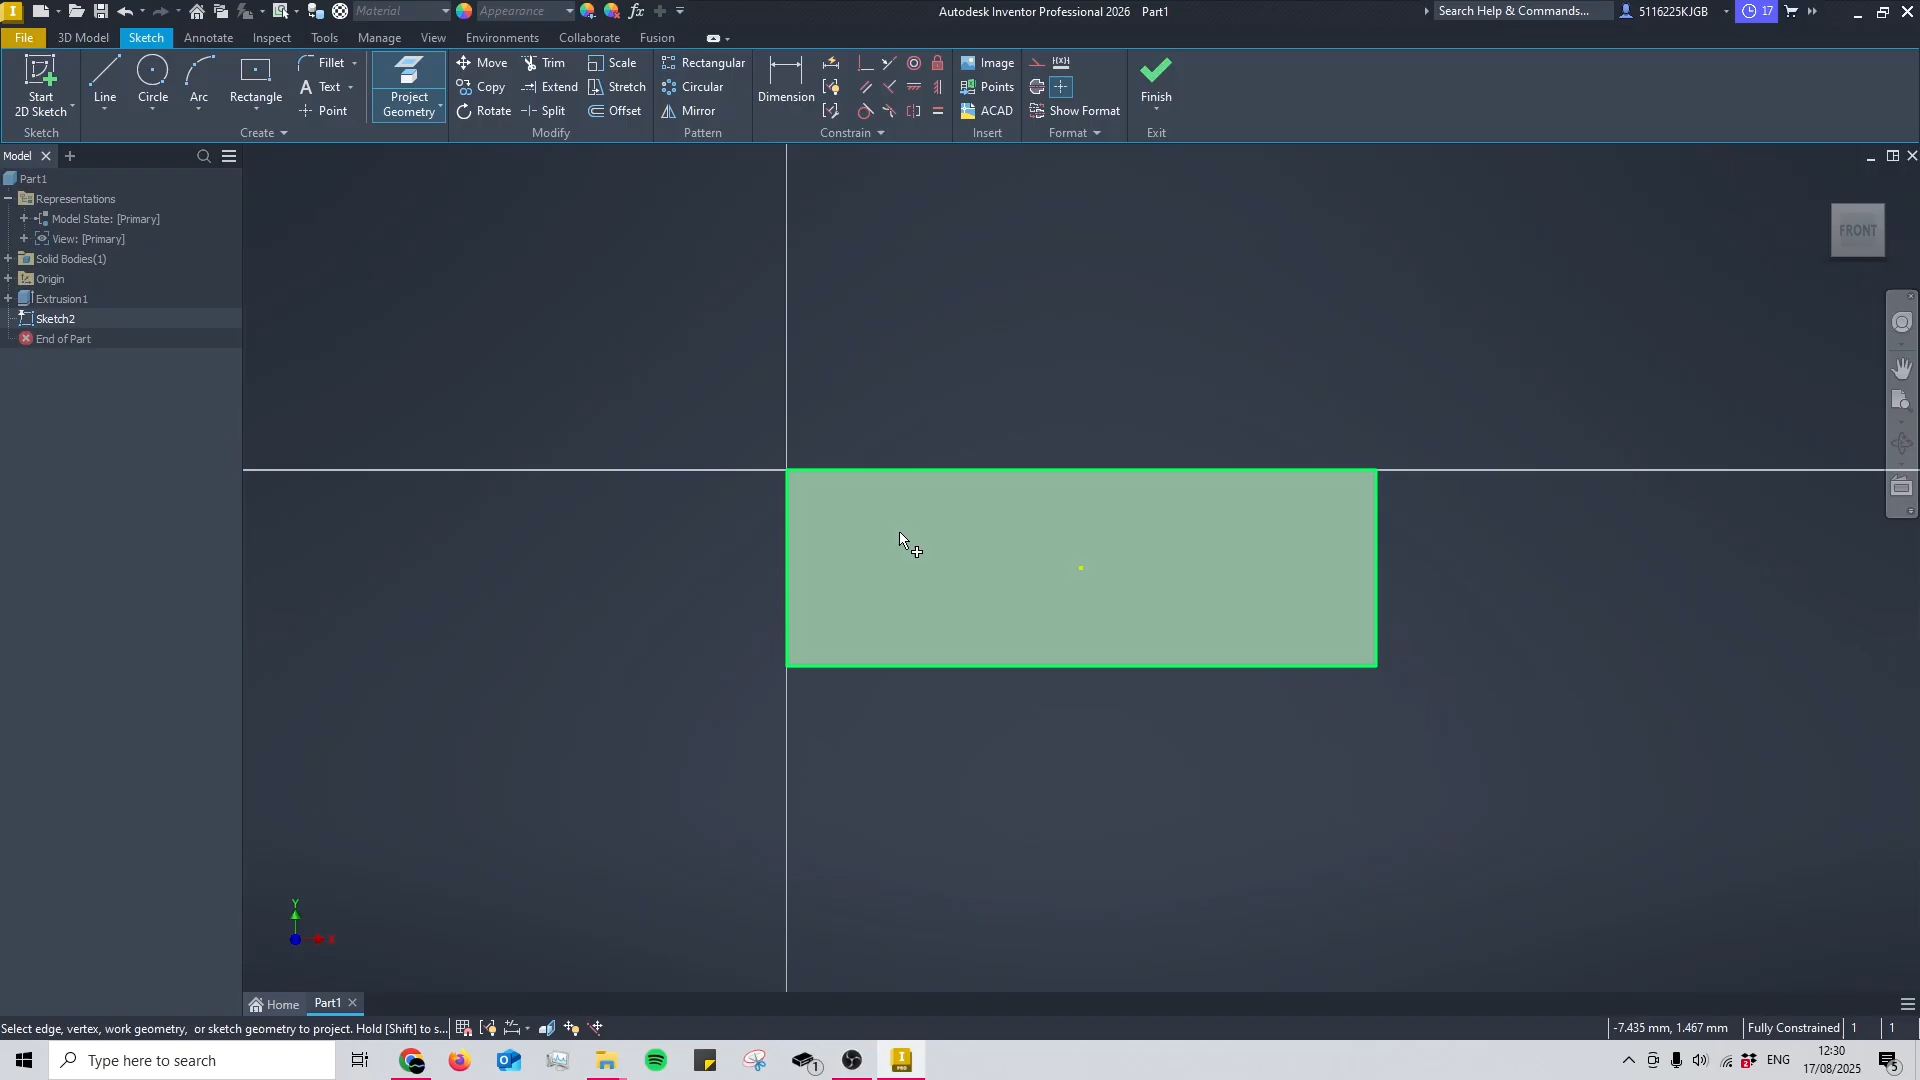 Material
Appearance
fx
Autodesk Inventor Professional 2026 Part1
Search Help & Commands...
5116225KJGB
17
File
3D Model
Sketch
Annotate
Inspect
Tools
Manage
View
Environments
Collaborate
Fusion
Start
2D Sketch
Line
Circle
Arc
Rectangle
Fillet
Text
Point
Project
Geometry
Move
Copy
Rotate
Trim
Extend
Split
Scale
Stretch
Offset
Rectangular
Circular
Mirror
Dimension
Image
Points
ACAD
Show Format
Finish
Sketch
Create
Modify
Pattern
Constrain
Insert
Format
Exit
Model
Part1
Representations
Model State: [Primary]
View: [Primary]
Solid Bodies(1)
Origin
Extrusion1
Sketch2
End of Part
FRONT
Y
X
Home
Part1
Select edge, vertex, work geometry, or sketch geometry to project. Hold [Shift] to s...
-7.435 mm, 1.467 mm
Fully Constrained
1
1
Type here to search
ENG
12:30
17/08/2025